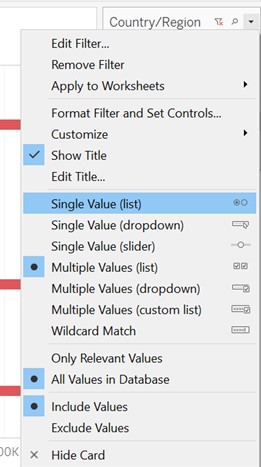 Country/Region
Edit Filter...
Remove Filter
Apply to Worksheets
Format Filter and Set Controls...
Customize
Show Title
Edit Title...
Single Value (list)
Single Value (dropdown)
Single Value (slider)
Multiple Values (list)
Multiple Values (dropdown)
Multiple Values (custom list)
Wildcard Match
Only Relevant Values
All Values in Database
Include Values
Exclude Values
00K
Hide Card